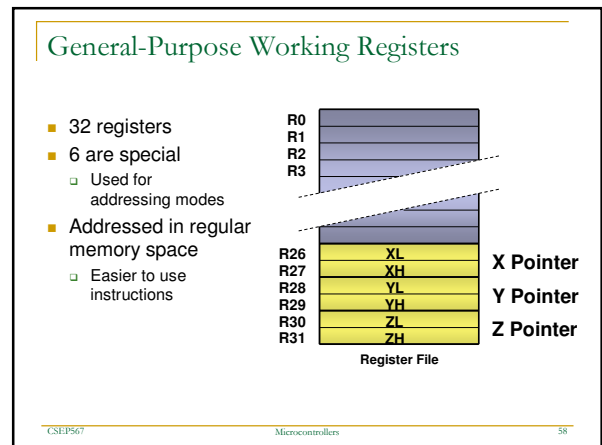 General-Purpose Working Registers
32 registers
6 are special
Used for
addressing modes
Addressed in regular
memory space
Easier to use
instructions
R0
R1
R2
R3
R26 XL
R27 XH
R28 YL
R29 YH
R30 ZL
R31 ZH
X Pointer
Y Pointer
Z Pointer
Register File
CSEP567 Microcontrollers 58